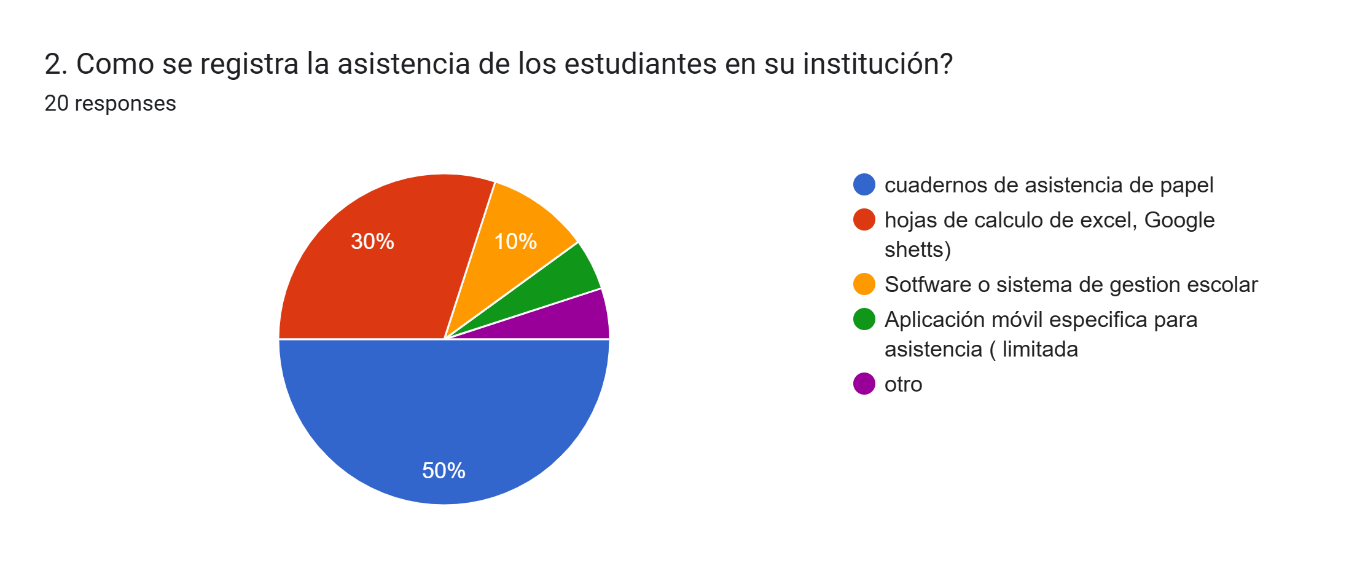 2. Como se registra la asistencia de los estudiantes en su institución?
20 responses
30%
10%
50%
cuadernos de asistencia de papel
hojas de calculo de excel, Google
shetts)
Sotfware o sistema de gestion escolar
Aplicación móvil especifica para
asistencia ( limitada
otro